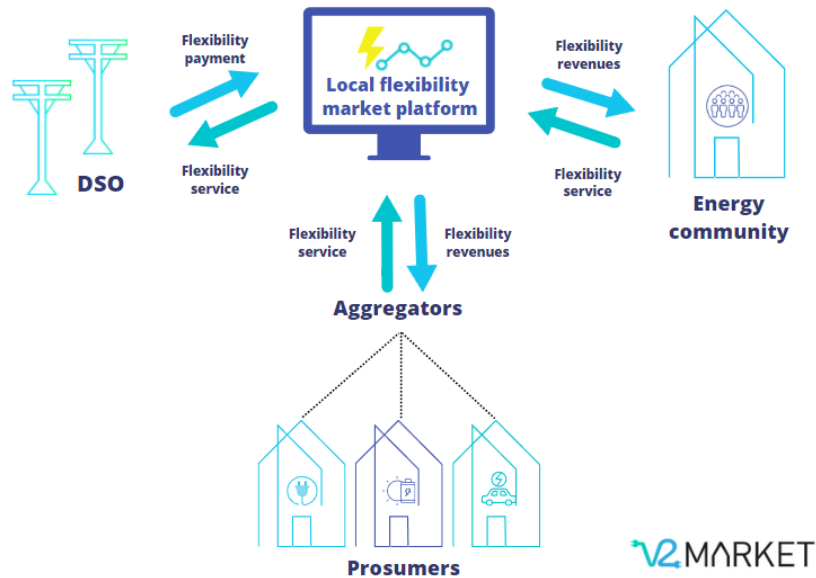 Flexibility
payment
Local flexibility
market platform
Flexibility
revenues
DSO
Flexibility
service
Flexibility
service
Energy
community
Flexibility
service
Flexibility
revenues
Aggregators
Prosumers
V2MARKET